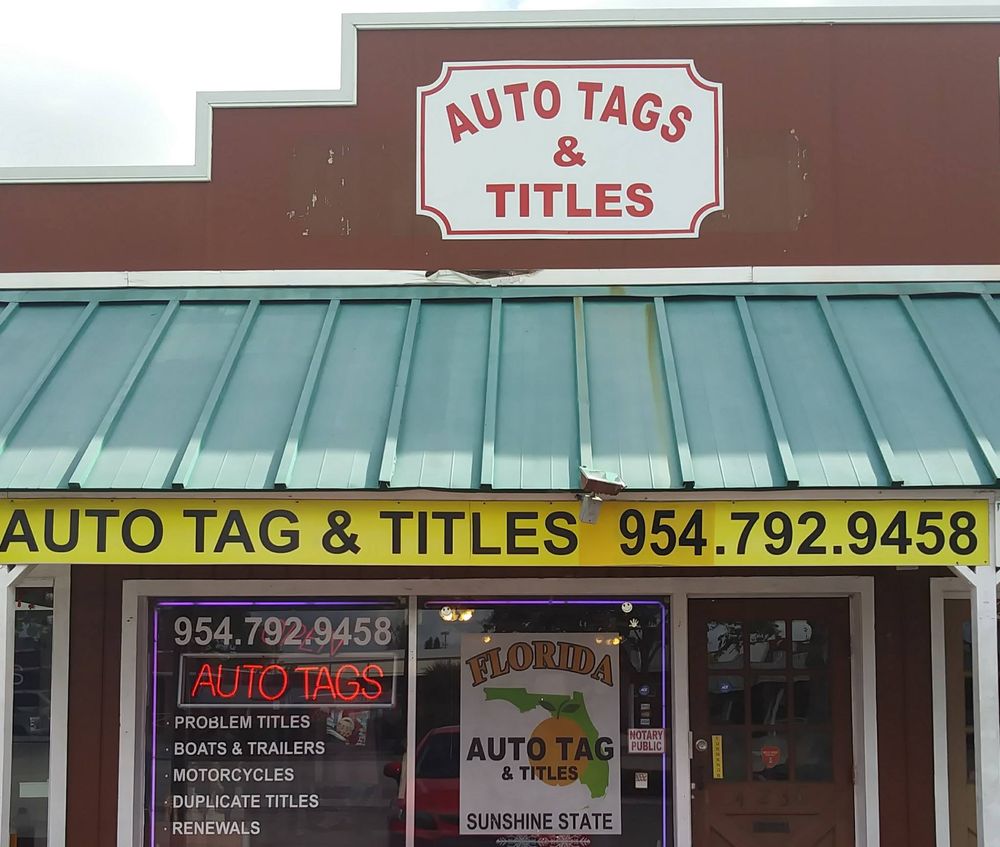 AUTO TAGS
&
TITLES
AUTO TAG & TITLES 954.792.9458
954.792.9458
OPEN
AUTO TAGS
· PROBLEM TITLES
· BOATS & TRAILERS
· MOTORCYCLES
· DUPLICATE TITLES
· RENEWALS
FLORIDA
AUTO TAG
& TITLES
SUNSHINE STATE
NOTARY
PUBLIC